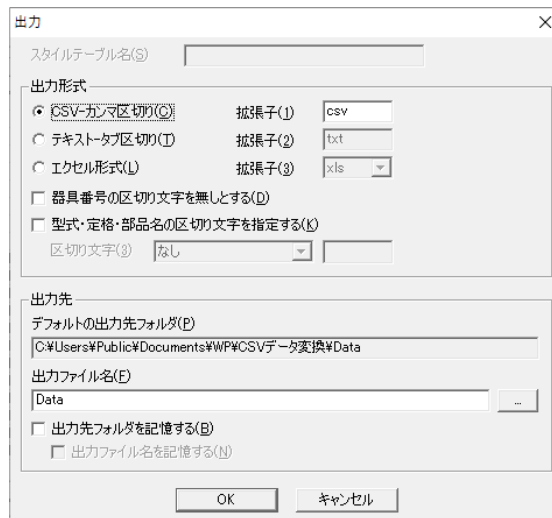 出力
スタイルテーブル名(S)
出力形式
CSV-カンマ区切り(C) 拡張子(1) csv
テキスト-タブ区切り(T) 拡張子(2) txt
エクセル形式(L) 拡張子(3) xls
器具番号の区切り文字を無しとする(D)
型式・定格・部品名の区切り文字を指定する(K)
区切り文字(3) なし
出力先
デフォルトの出力先フォルダ(P)
C:¥Users¥Public¥Documents¥WP¥CSVデータ変換¥Data
出力ファイル名(F)
Data ...
出力先フォルダを記憶する(B)
出力ファイル名を記憶する(N)
OK キャンセル